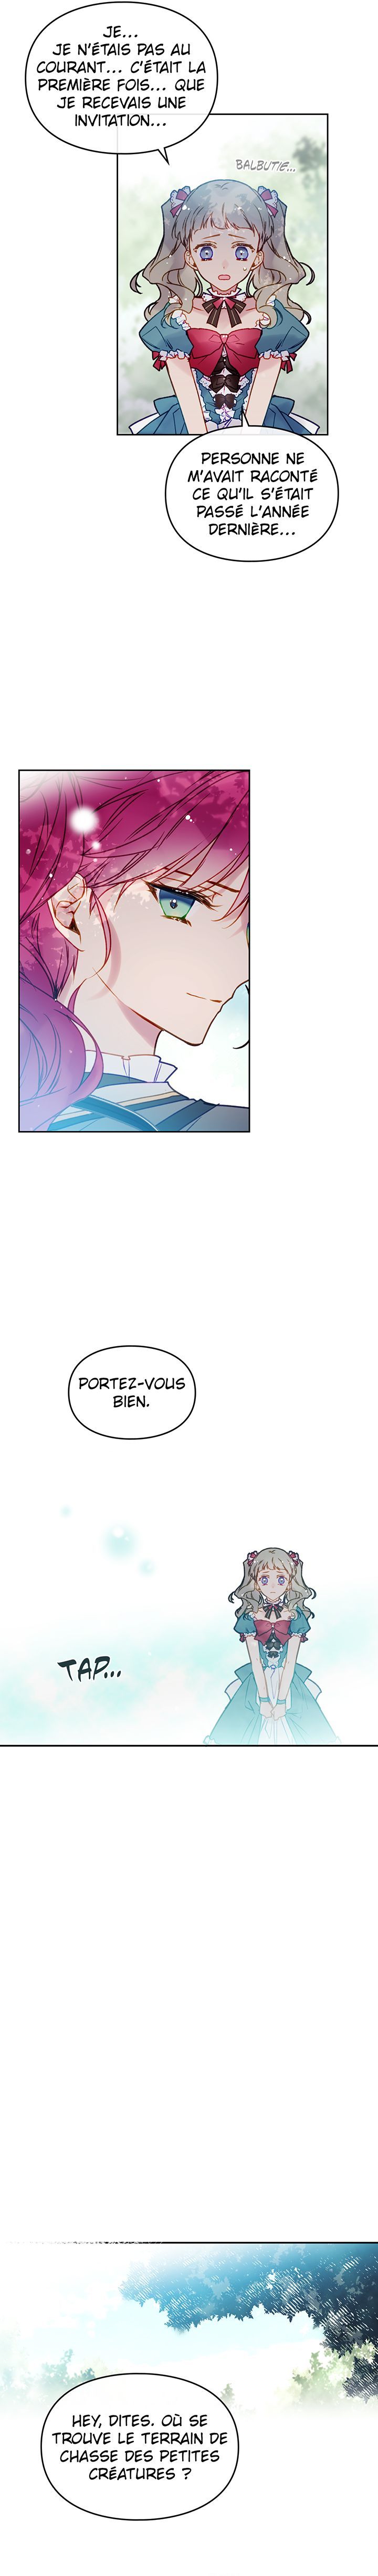 JE...
JE N'ÉTAIS PAS AU
COURANT... C'ÉTAIT LA
PREMIÈRE FOIS... QUE
JE RECEVAIS UNE
INVITATION...
BALBUTIE...
PERSONNE NE
M'AVAIT RACONTÉ
CE QU'IL S'ÉTAIT
PASSÉ L'ANNÉE
DERNIÈRE...
PORTEZ-VOUS
BIEN.
TAP...
HEY, DITES. OÙ SE
TROUVE LE TERRAIN DE
CHASSE DES PETITES
CRÉATURES ?